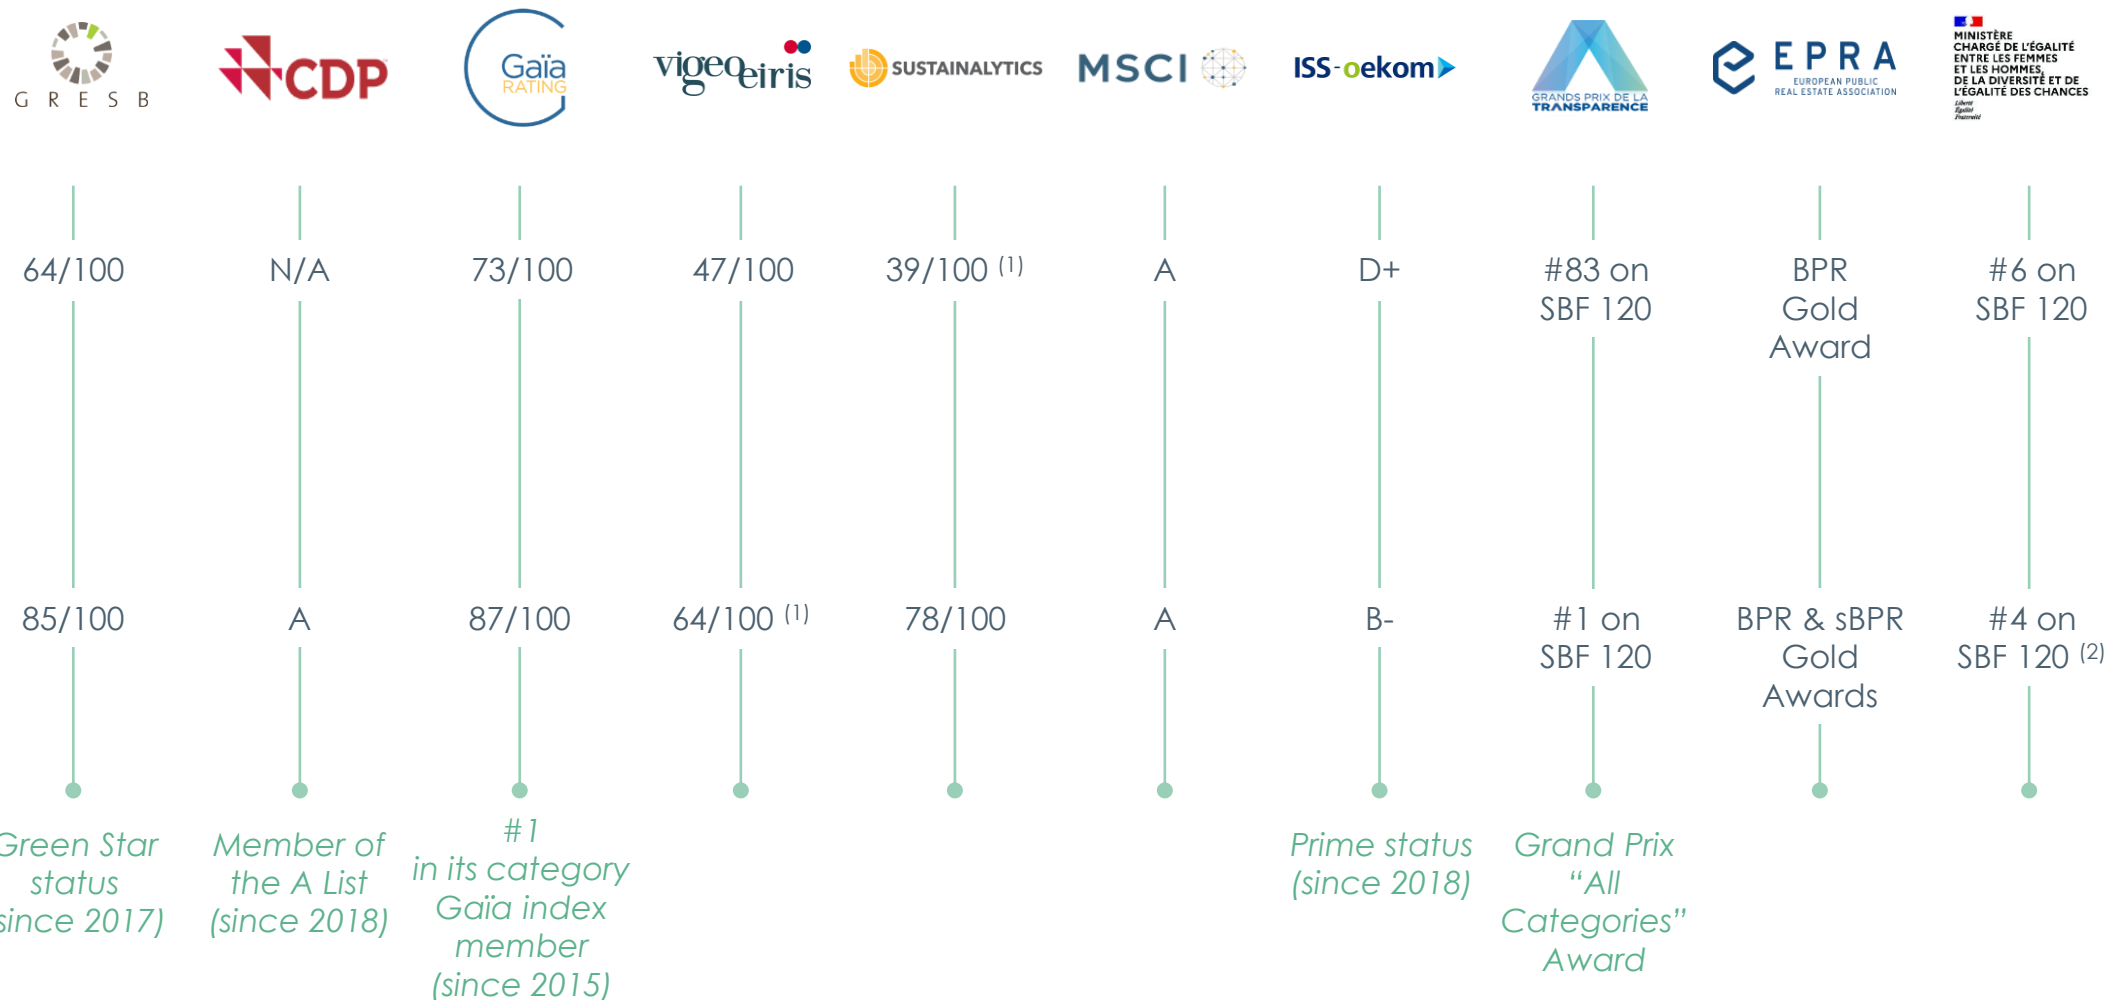 GRESB
CDP
Gaïa
RATING
vigeo eiris
SUSTAINALYTICS
MSCI
ISS-oekom
GRANDS PRIX DE LA
TRANSPARENCE
EPRA
EUROPEAN PUBLIC
REAL ESTATE ASSOCIATION
MINISTÈRE
CHARGÉ DE L'ÉGALITÉ
ENTRE LES FEMMES
ET LES HOMMES,
DE LA DIVERSITÉ ET DE
L'ÉGALITÉ DES CHANCES
Liberté
Égalité
Fraternité
64/100
N/A
73/100
47/100
39/100 (1)
A
D+
#83 on
SBF 120
BPR
Gold
Award
#6 on
SBF 120
85/100
A
87/100
64/100 (1)
78/100
A
B-
#1 on
SBF 120
BPR & sBPR
Gold
Awards
#4 on
SBF 120 (2)
Green Star
status
since 2017)
Member of
the A List
(since 2018)
#1
in its category
Gaïa index
member
(since 2015)
Prime status
(since 2018)
Grand Prix
“All
Categories”
Award